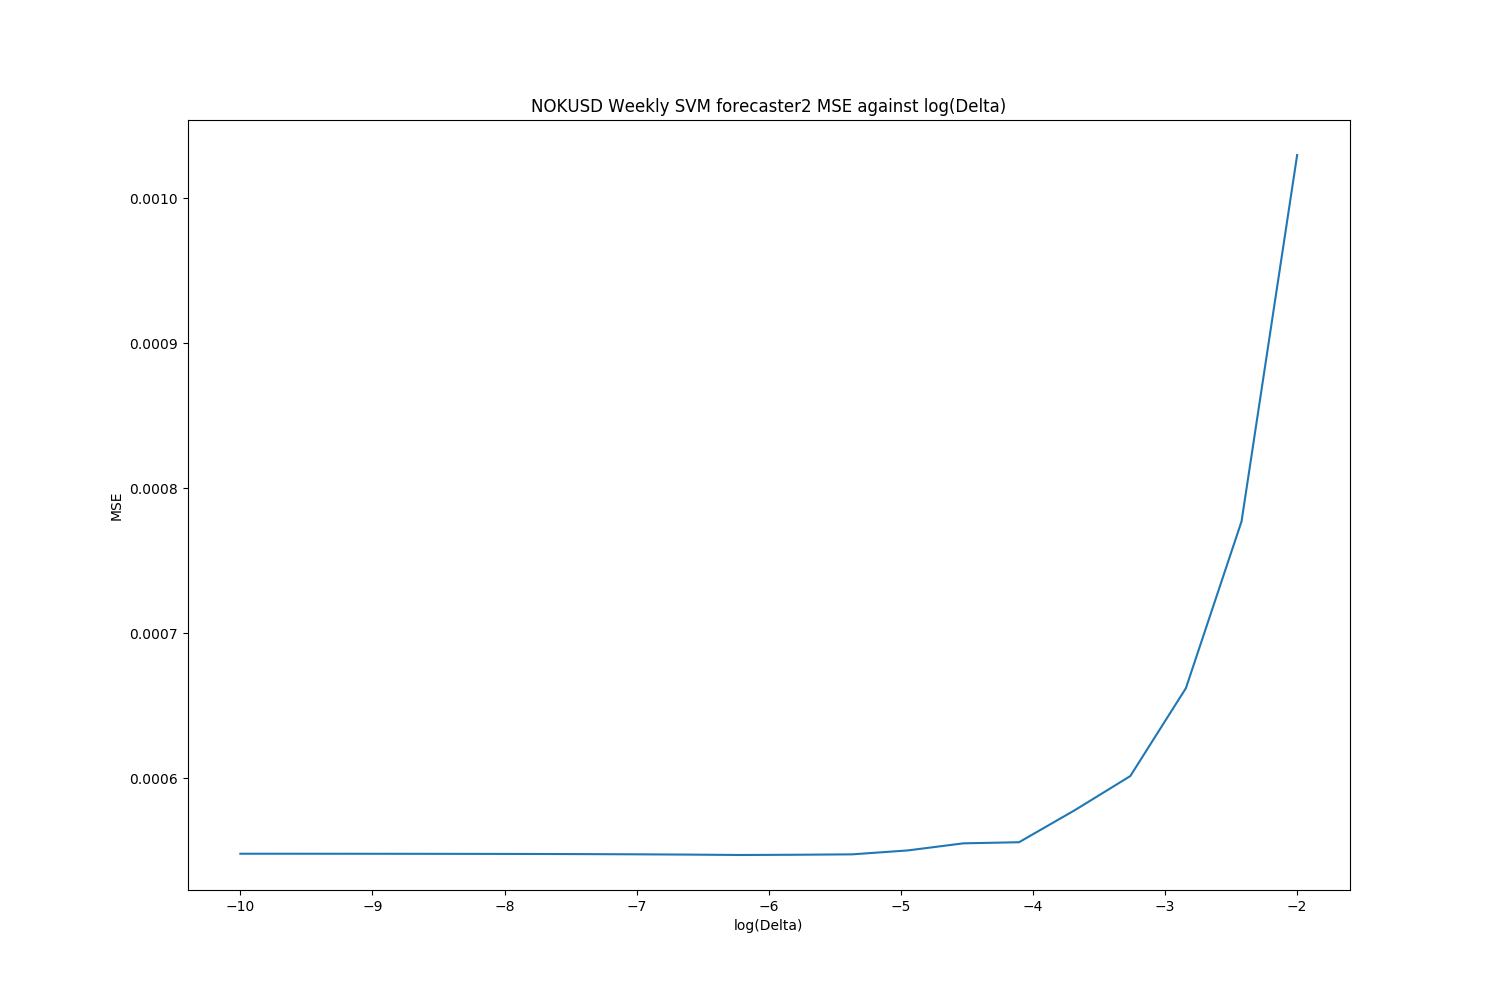 NOKUSD Weekly SVM forecaster2 MSE against log(Delta)
0.0010
0.0009
0.0008
0.0007
0.0006
MSE
−10 −9 −8 −7 −6 −5 −4 −3 −2
log(Delta)